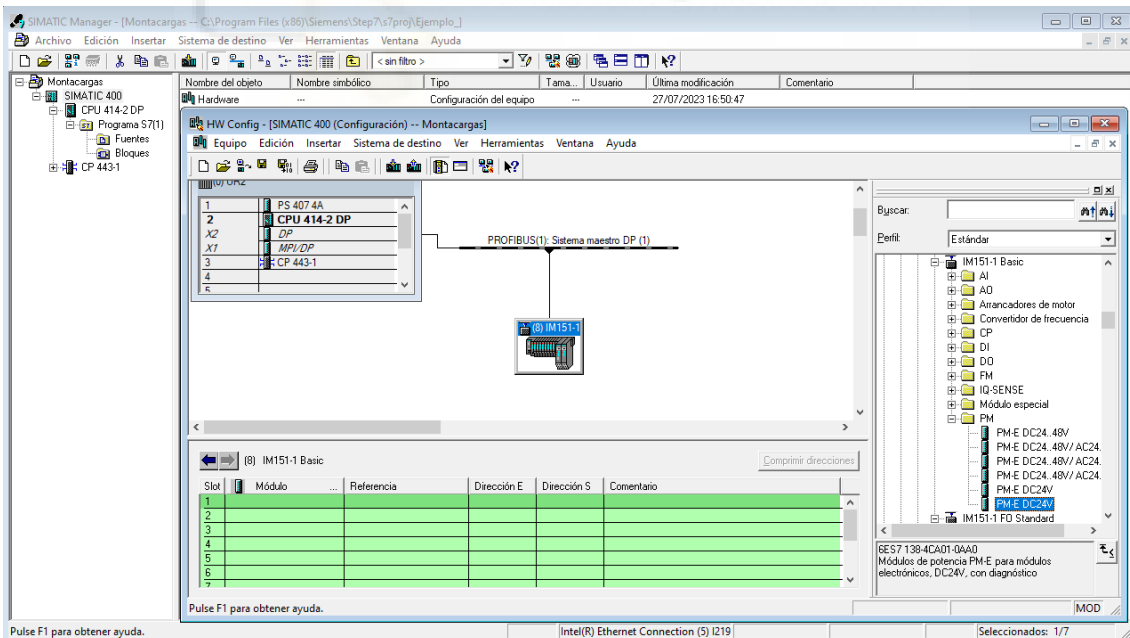 SIMATIC Manager - [Montacargas -- C:\Program Files (x86)\Siemens\Step7\s7proj\Ejemplo_]
Archivo Edición Insertar Sistema de destino Ver Herramientas Ventana Ayuda
< sin filtro >
Montacargas
SIMATIC 400
CPU 414-2 DP
Programa S7(1)
Fuentes
Bloques
CP 443-1
Nombre del objeto Nombre simbólico Tipo Tama... Usuario Última modificación Comentario
Hardware --- Configuración del equipo --- 27/07/2023 16:50:47
HW Config - [SIMATIC 400 (Configuración) -- Montacargas]
Equipo Edición Insertar Sistema de destino Ver Herramientas Ventana Ayuda
(0) UR2
1 PS 407 4A
2 CPU 414-2 DP
X2 DP
X1 MPI/DP
3 CP 443-1
4
5
PROFIBUS(1): Sistema maestro DP (1)
(8) IM151-1
Buscar:
Perfil: Estándar
IM151-1 Basic
AI
AO
Arrancadores de motor
Convertidor de frecuencia
CP
DI
DO
FM
IQ-SENSE
Módulo especial
PM
PM-E DC24..48V
PM-E DC24..48V/ AC24.
PM-E DC24..48V/ AC24.
PM-E DC24..48V/ AC24.
PM-E DC24V
PM-E DC24V
IM151-1 FO Standard
6ES7 138-4CA01-0AA0
Módulos de potencia PM-E para módulos
electrónicos, DC24V, con diagnóstico
(8) IM151-1 Basic
Comprimir direcciones
Slot Módulo ... Referencia Dirección E Dirección S Comentario
1
2
3
4
5
6
7
Pulse F1 para obtener ayuda. MOD
Pulse F1 para obtener ayuda. Intel(R) Ethernet Connection (5) I219 Seleccionados: 1/7